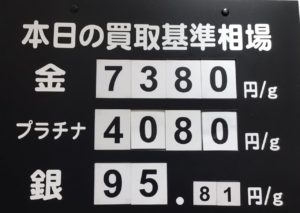 本日の買取基準相場
金 7380 円/g
プラチナ 4080 円/g
銀 95.81 円/g